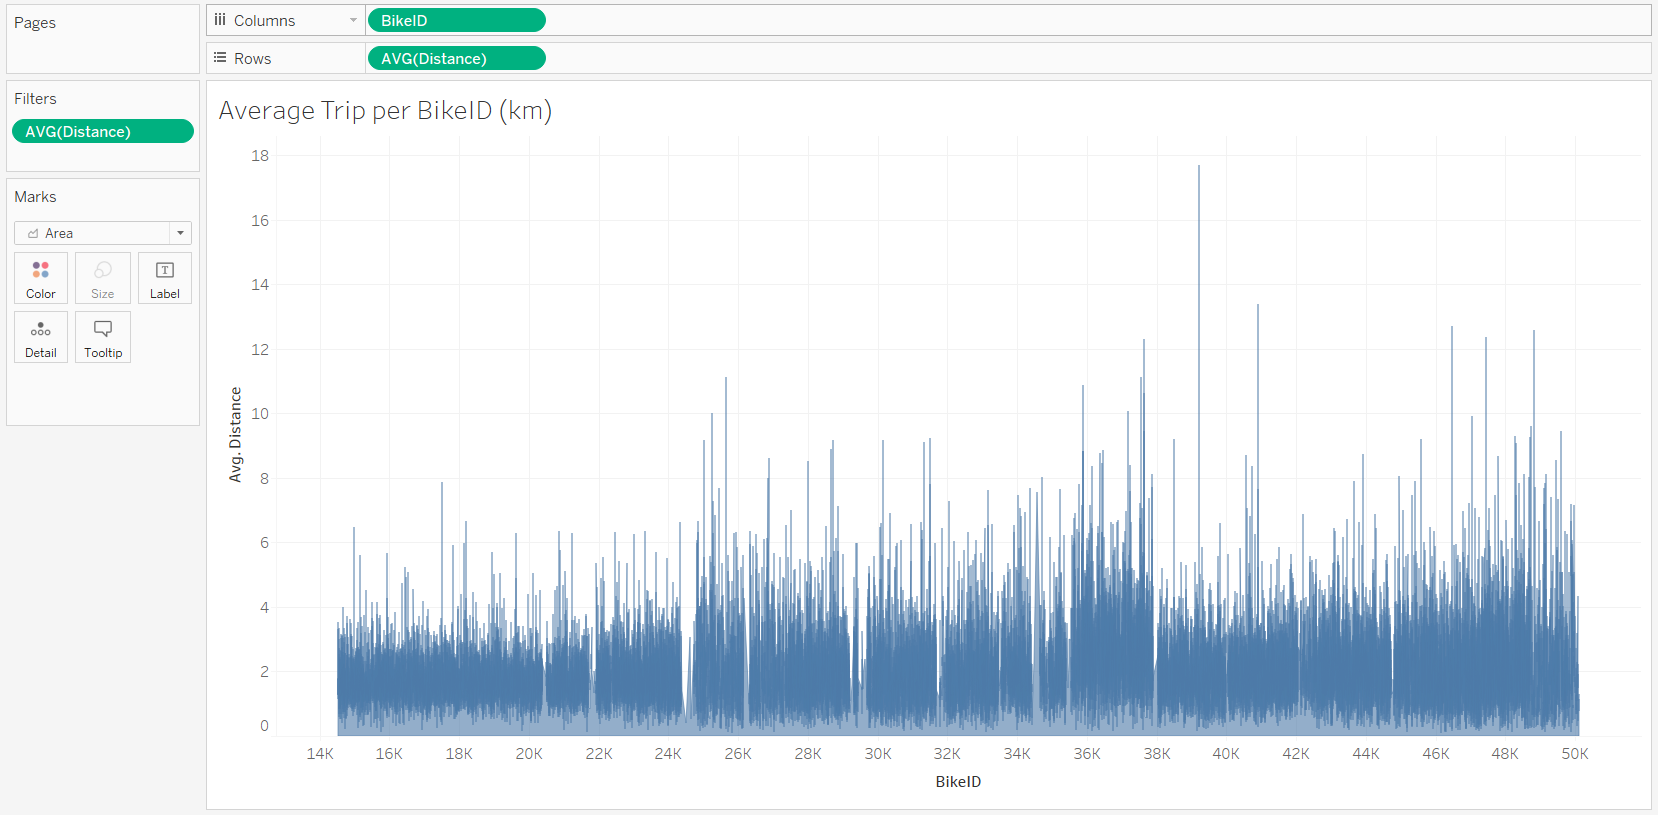 Pages
Columns
BikeID
Rows
AVG(Distance)
Filters
AVG(Distance)
Marks
Area
Color
Size
Label
Detail
Tooltip
Average Trip per BikeID (km)
Avg. Distance
18
16
14
12
10
8
6
4
2
0
14K 16K 18K 20K 22K 24K 26K 28K 30K 32K 34K 36K 38K 40K 42K 44K 46K 48K 50K
BikeID